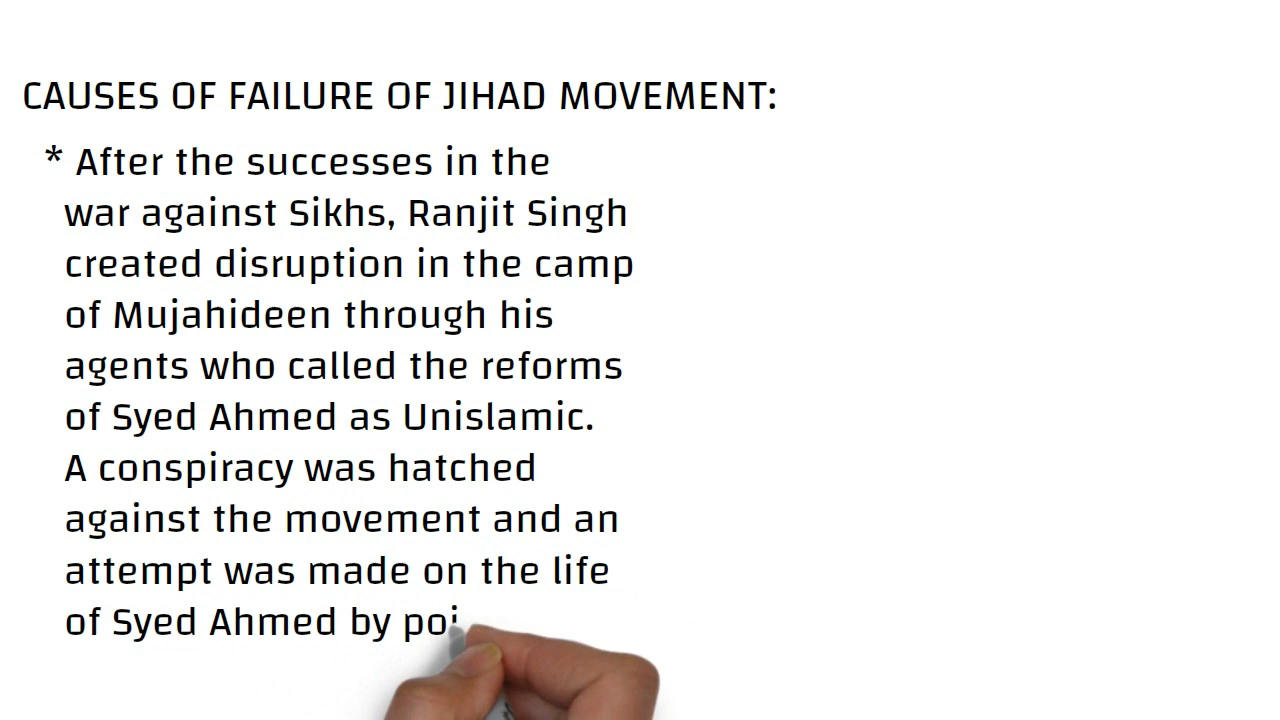 CAUSES OF FAILURE OF JIHAD MOVEMENT:
* After the successes in the
war against Sikhs, Ranjit Singh
created disruption in the camp
of Mujahideen through his
agents who called the reforms
of Syed Ahmed as Unislamic.
A conspiracy was hatched
against the movement and an
attempt was made on the life
of Syed Ahmed by poi